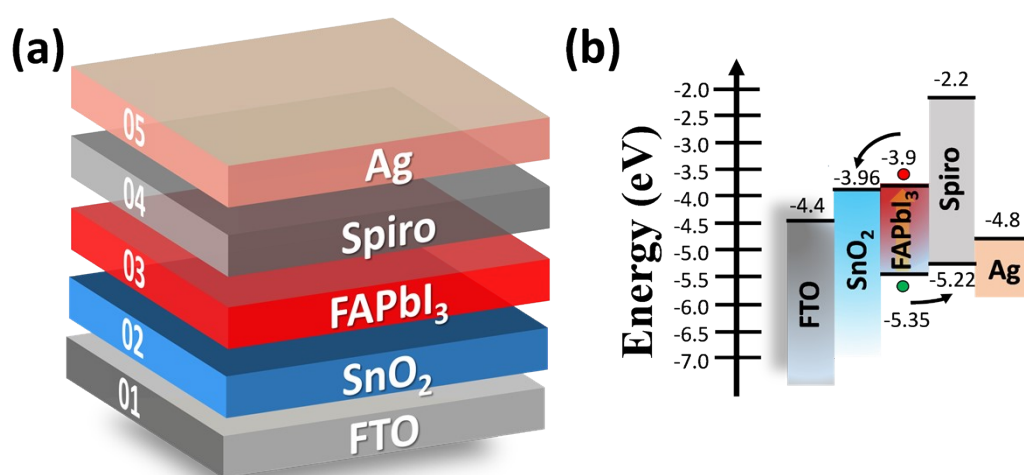 (a)
05
Ag
04
Spiro
03
FAPbI₃
02
SnO₂
01
FTO
(b)
Energy (eV)
-2.0
-2.5
-3.0
-3.5
-4.0
-4.5
-5.0
-5.5
-6.0
-6.5
-7.0
-4.4
FTO
-3.96
SnO₂
-3.9
FAPbI₃
-5.35
-2.2
Spiro
-5.22
-4.8
Ag